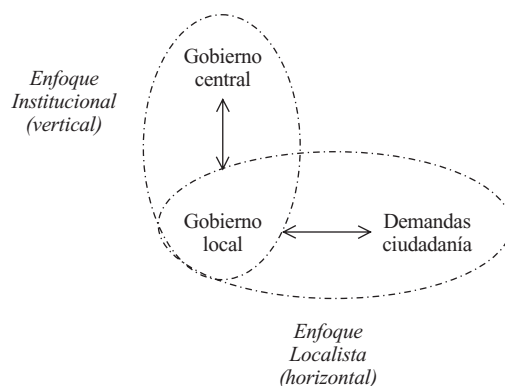 Gobierno
central
Enfoque
Institucional
(vertical)
Gobierno
local
Demandas
ciudadanía
Enfoque
Localista
(horizontal)